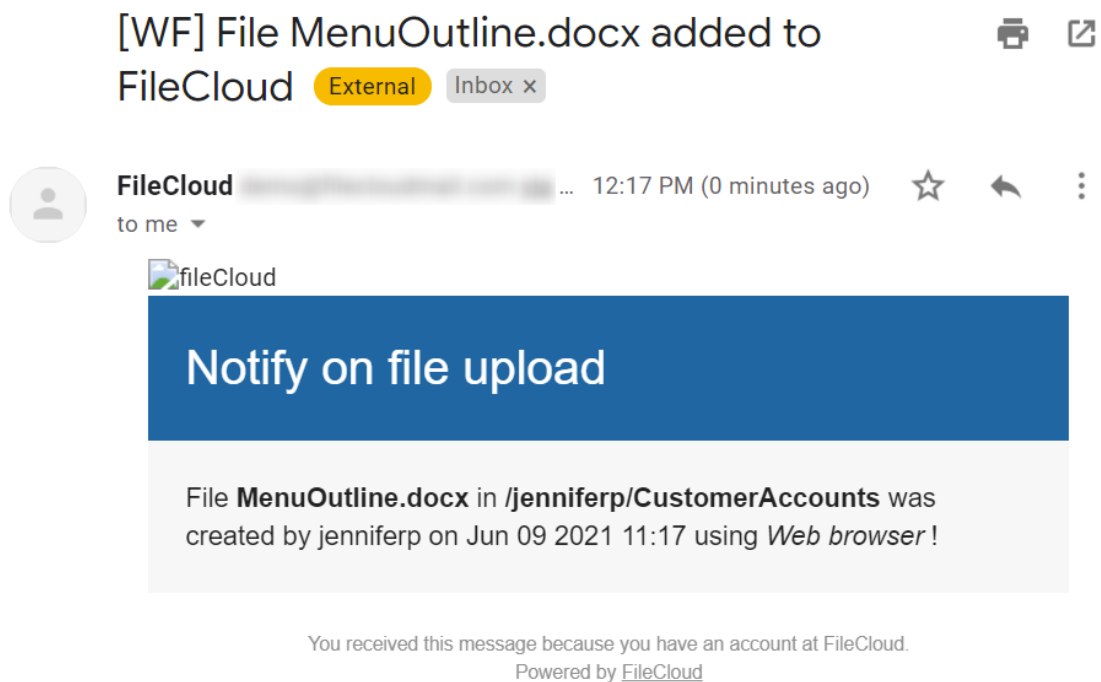 [WF] File MenuOutline.docx added to
FileCloud External Inbox ×
FileCloud ... 12:17 PM (0 minutes ago)
to me
fileCloud
Notify on file upload
File MenuOutline.docx in /jenniferp/CustomerAccounts was
created by jenniferp on Jun 09 2021 11:17 using Web browser !
You received this message because you have an account at FileCloud.
Powered by FileCloud